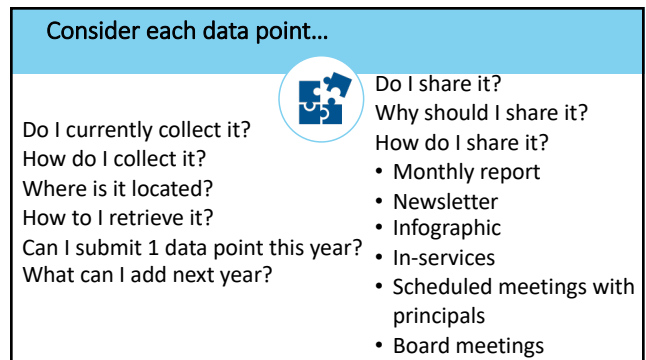 Consider each data point...
Do I currently collect it?
How do I collect it?
Where is it located?
How to I retrieve it?
Can I submit 1 data point this year?
What can I add next year?
Do I share it?
Why should I share it?
How do I share it?
• Monthly report
• Newsletter
• Infographic
• In-services
• Scheduled meetings with
principals
• Board meetings